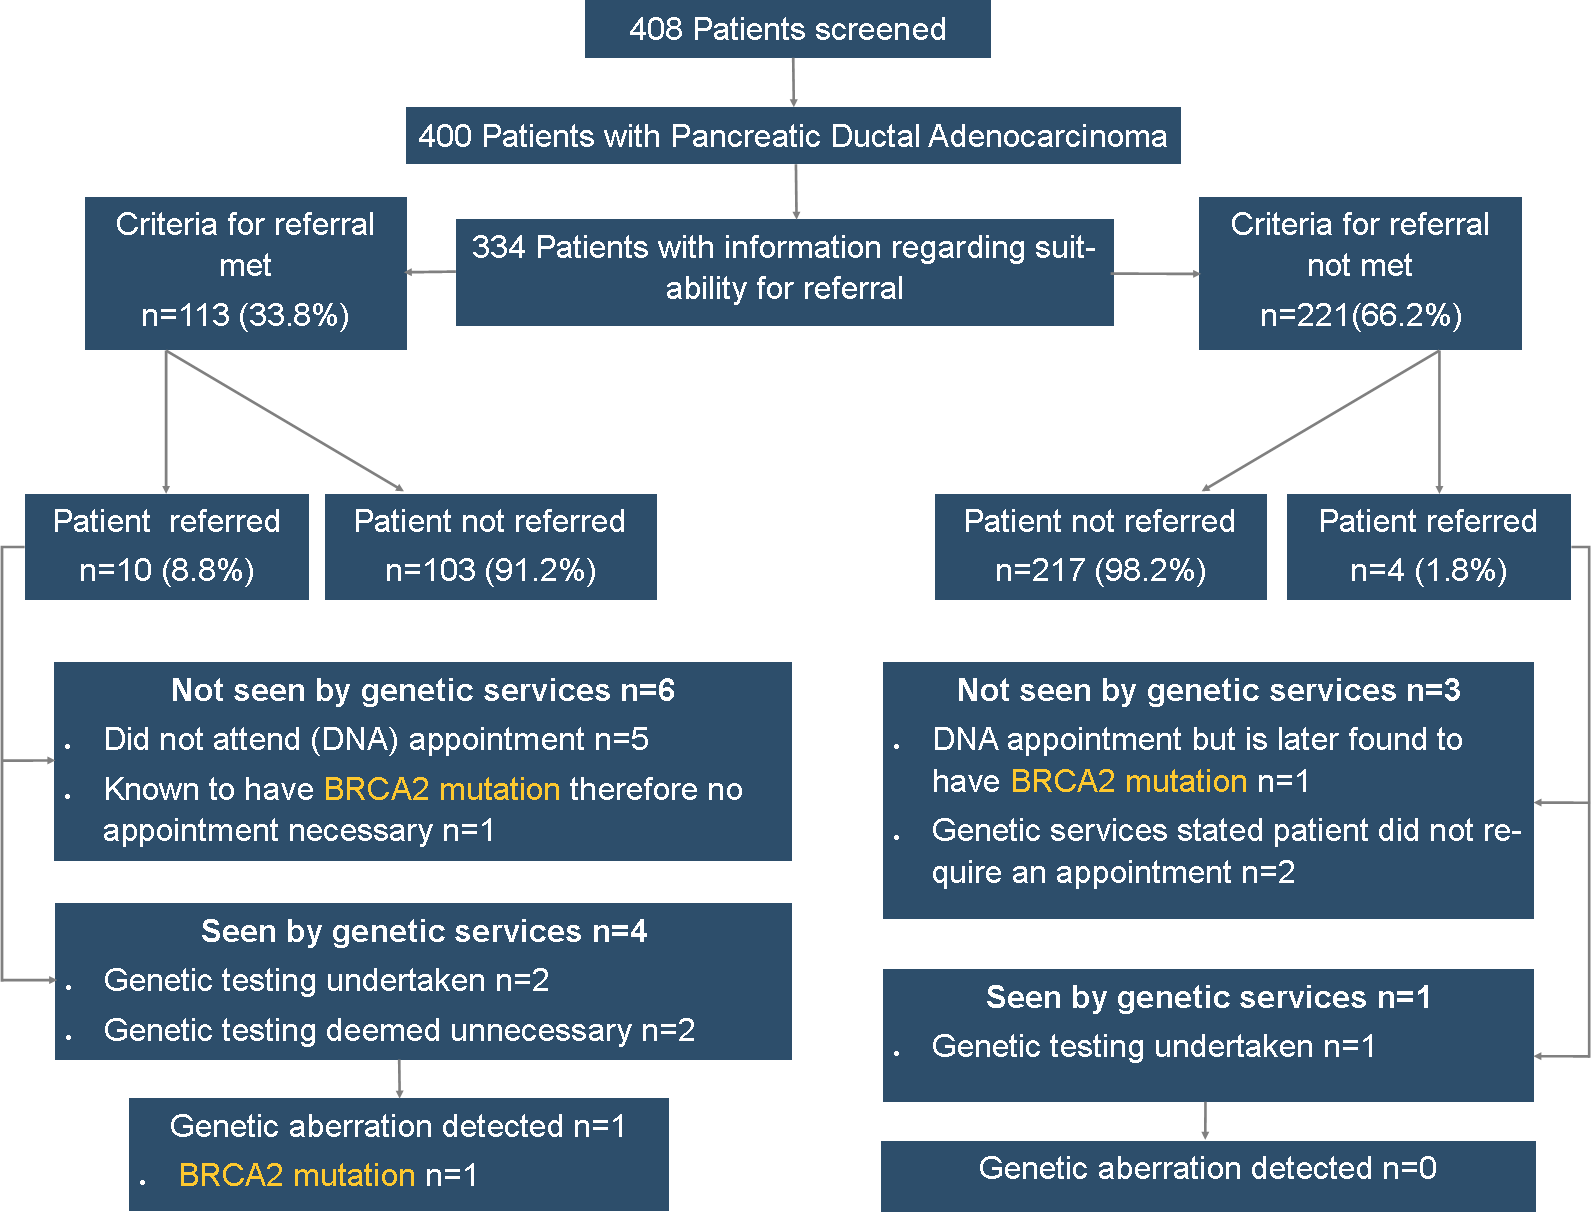 408 Patients screened
400 Patients with Pancreatic Ductal Adenocarcinoma
Criteria for referral
met
n=113 (33.8%)
334 Patients with information regarding suit-
ability for referral
Criteria for referral
not met
n=221(66.2%)
Patient  referred
n=10 (8.8%)
Patient not referred
n=103 (91.2%)
Patient not referred
n=217 (98.2%)
Patient referred
n=4 (1.8%)
Not seen by genetic services n=6
• Did not attend (DNA) appointment n=5
• Known to have BRCA2 mutation therefore no
appointment necessary n=1
Seen by genetic services n=4
• Genetic testing undertaken n=2
• Genetic testing deemed unnecessary n=2
Genetic aberration detected n=1
• BRCA2 mutation n=1
Not seen by genetic services n=3
• DNA appointment but is later found to
have BRCA2 mutation n=1
• Genetic services stated patient did not re-
quire an appointment n=2
Seen by genetic services n=1
• Genetic testing undertaken n=1
Genetic aberration detected n=0